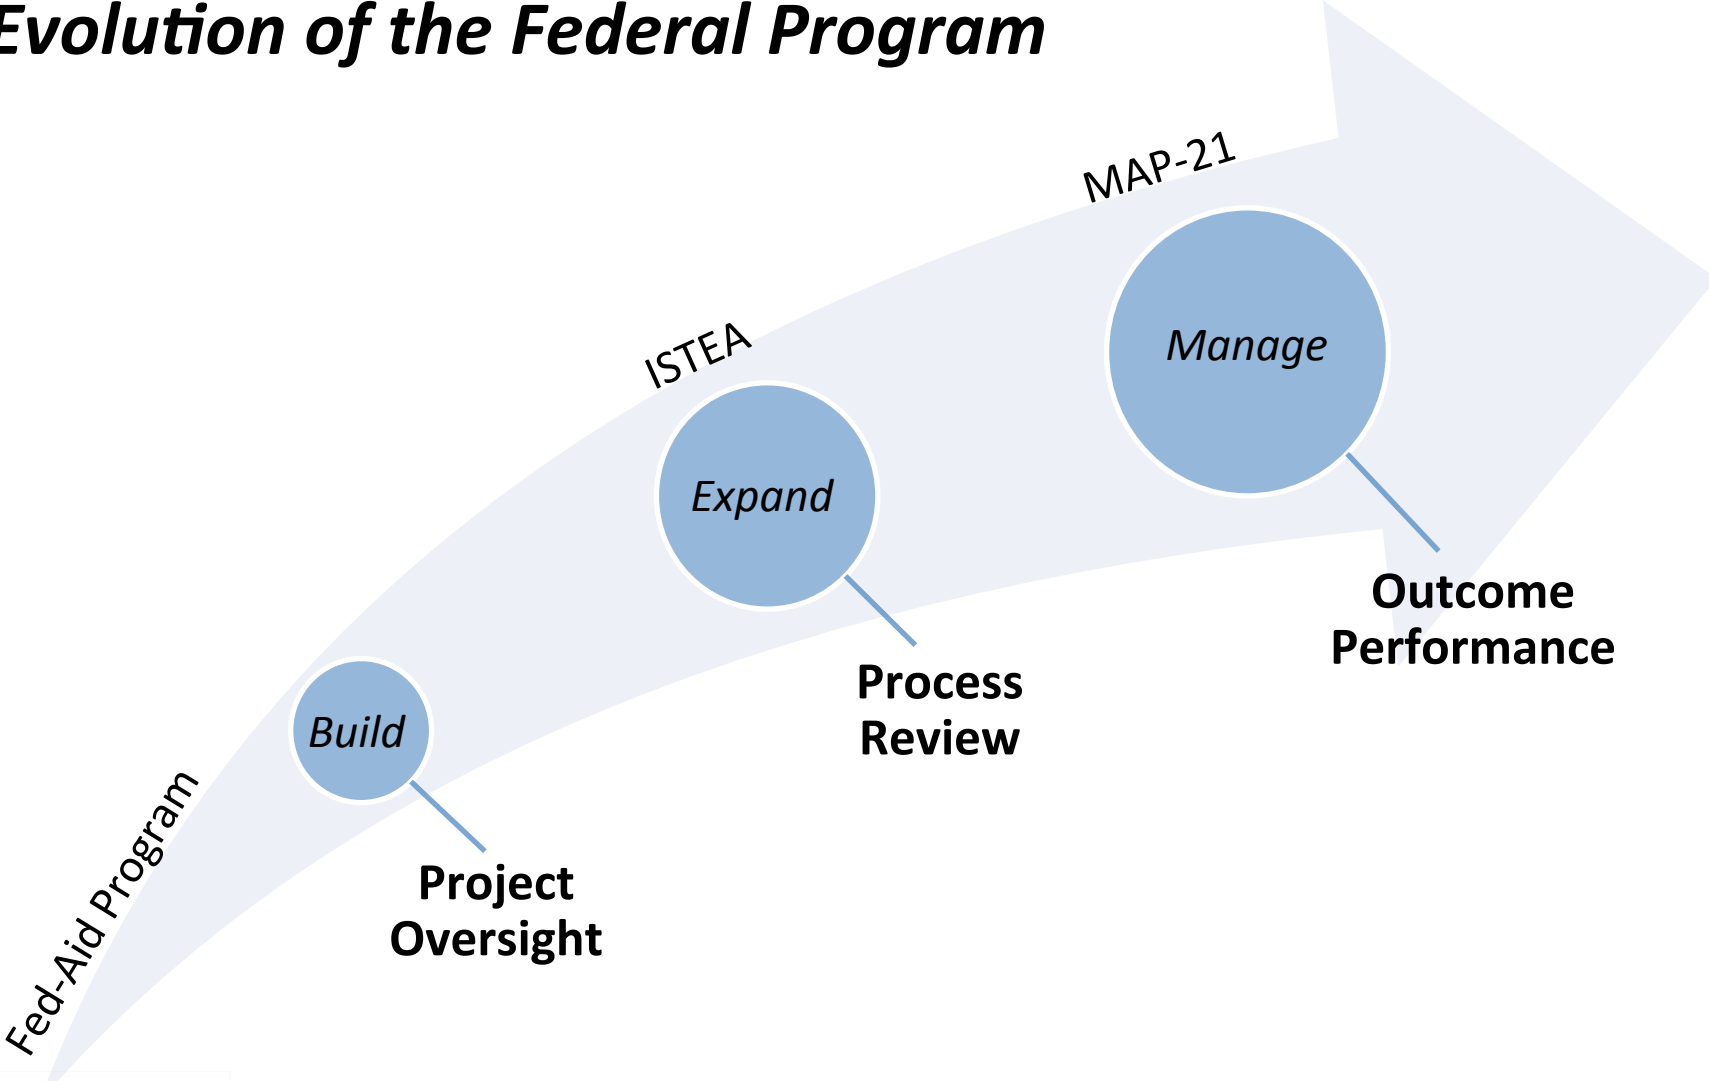 Evolution of the Federal Program
MAP-21
Manage
ISTEA
Expand
Outcome
Performance
Process
Review
Build
Fed-Aid Program
Project
Oversight